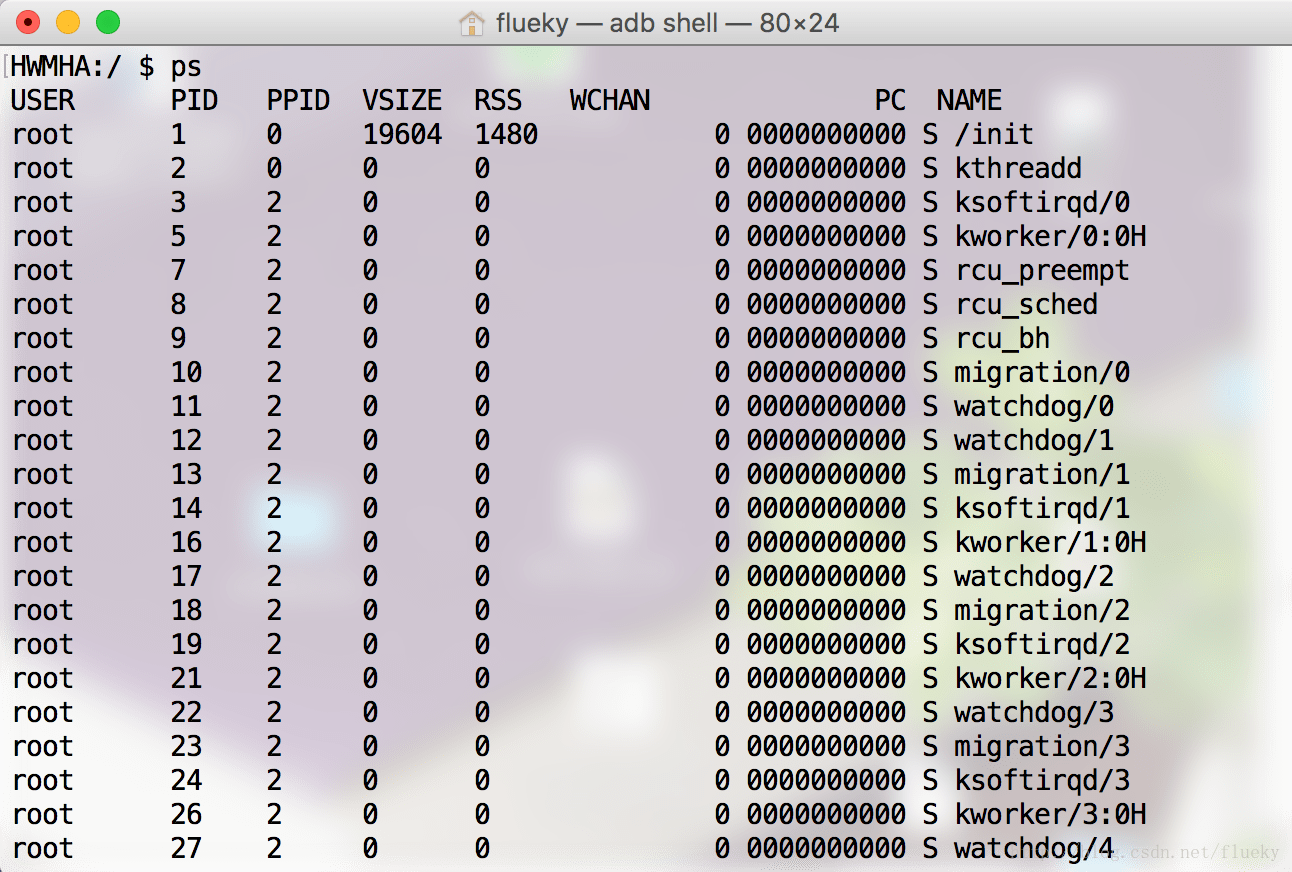 flueky — adb shell — 80×24
HWMHA:/ $ ps
USER PID PPID VSIZE RSS WCHAN PC NAME
root 1 0 19604 1480 0 0000000000 S /init
root 2 0 0 0 0 0000000000 S kthreadd
root 3 2 0 0 0 0000000000 S ksoftirqd/0
root 5 2 0 0 0 0000000000 S kworker/0:0H
root 7 2 0 0 0 0000000000 S rcu_preempt
root 8 2 0 0 0 0000000000 S rcu_sched
root 9 2 0 0 0 0000000000 S rcu_bh
root 10 2 0 0 0 0000000000 S migration/0
root 11 2 0 0 0 0000000000 S watchdog/0
root 12 2 0 0 0 0000000000 S watchdog/1
root 13 2 0 0 0 0000000000 S migration/1
root 14 2 0 0 0 0000000000 S ksoftirqd/1
root 16 2 0 0 0 0000000000 S kworker/1:0H
root 17 2 0 0 0 0000000000 S watchdog/2
root 18 2 0 0 0 0000000000 S migration/2
root 19 2 0 0 0 0000000000 S ksoftirqd/2
root 21 2 0 0 0 0000000000 S kworker/2:0H
root 22 2 0 0 0 0000000000 S watchdog/3
root 23 2 0 0 0 0000000000 S migration/3
root 24 2 0 0 0 0000000000 S ksoftirqd/3
root 26 2 0 0 0 0000000000 S kworker/3:0H
root 27 2 0 0 0 0000000000 S watchdog/4